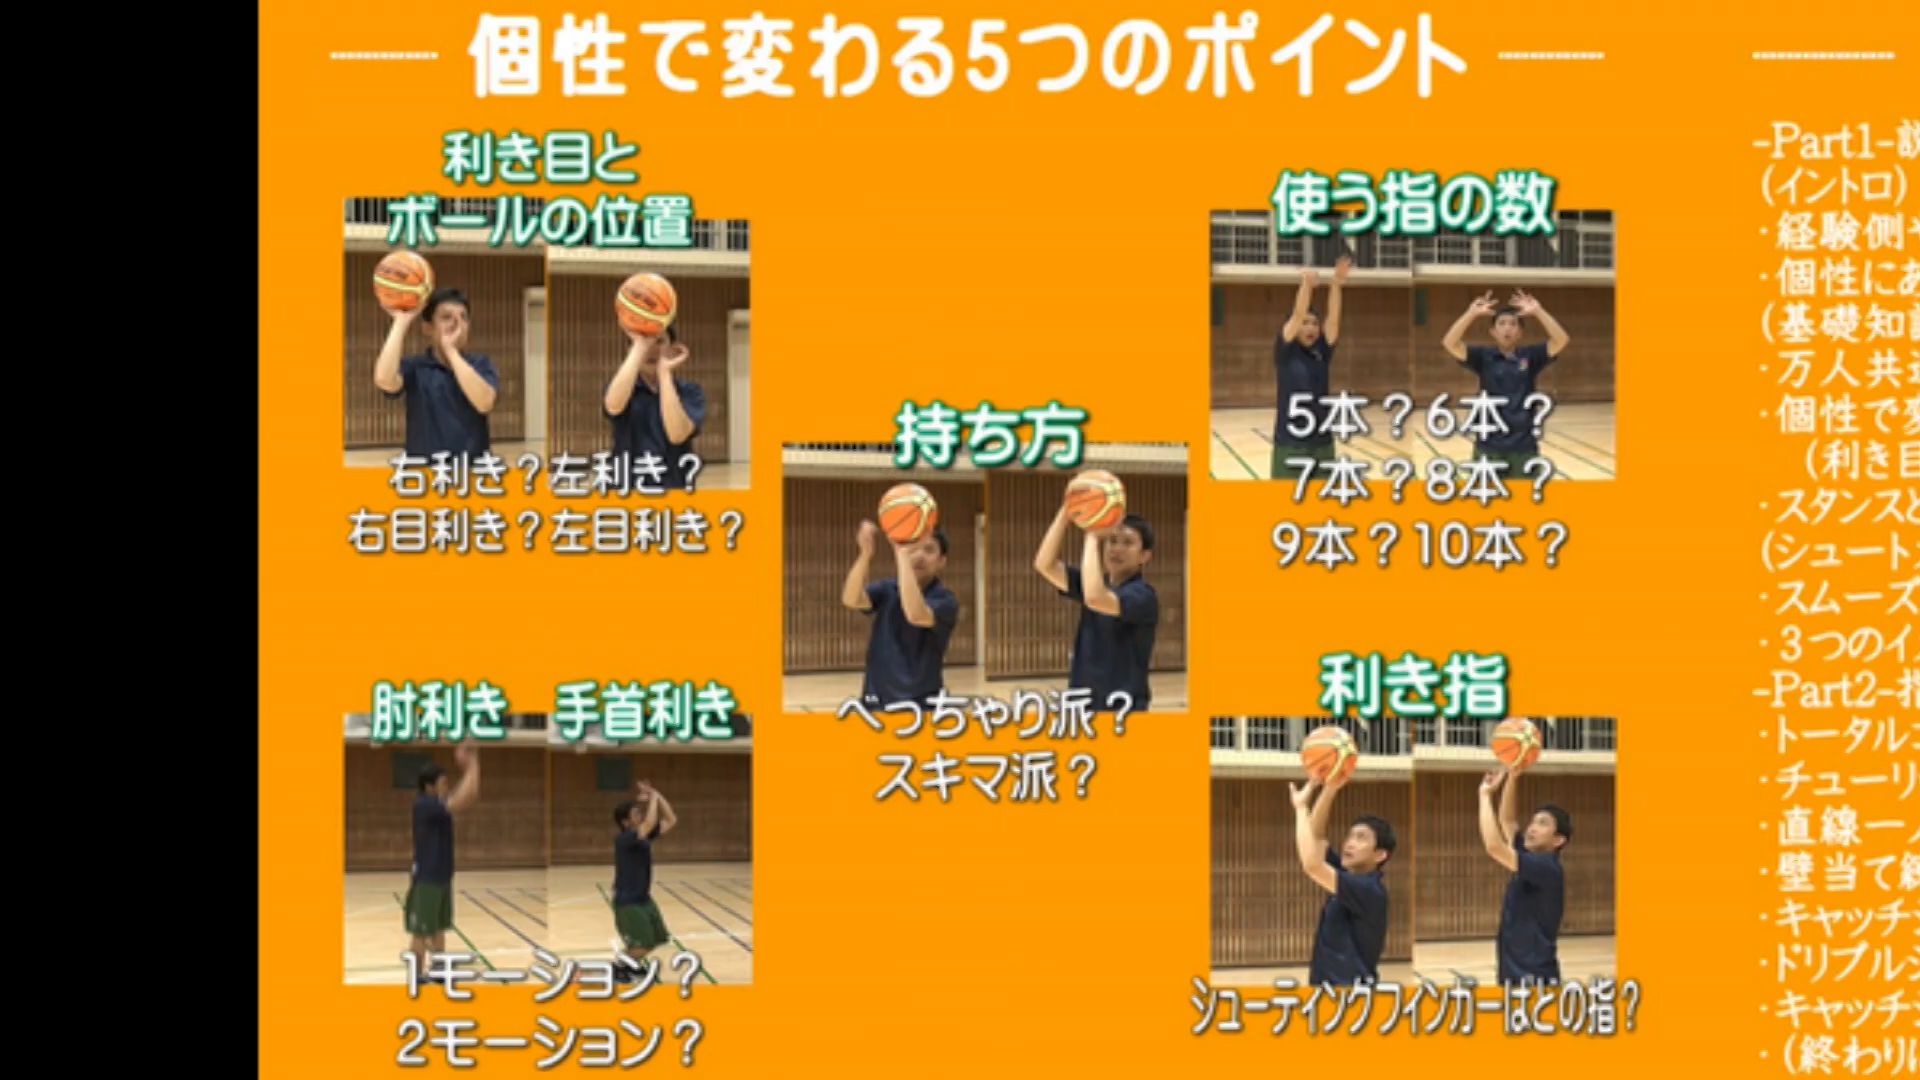 個性で変わる5つのポイント
利き目と
ボールの位置
右利き？左利き？
右目利き？左目利き？
使う指の数
5本？6本？
7本？8本？
9本？10本？
持ち方
べっちゃり派？
スキマ派？
肘利き 手首利き
1モーション？
2モーション？
利き指
シューティングフィンガーはどの指？
-Part1-
(イントロ)
・経験側
・個性に
(基礎知
・万人共
・個性で変
(利き目
・スタンスと
(シュート
・スムーズ
・3つのイ
-Part2-
・トータル
・チューリ
・直線一
・壁当て
・キャッチ
・ドリブル
・キャッチ
・(終わり